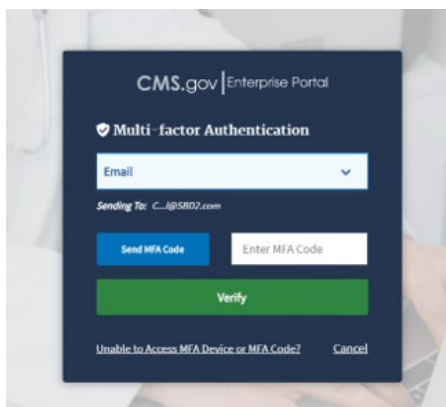 CMS.gov | Enterprise Portal
Multi-factor Authentication
Email
Sending To: C...l@SBD2.com
Send MFA Code Enter MFA Code
Verify
Unable to Access MFA Device or MFA Code? Cancel